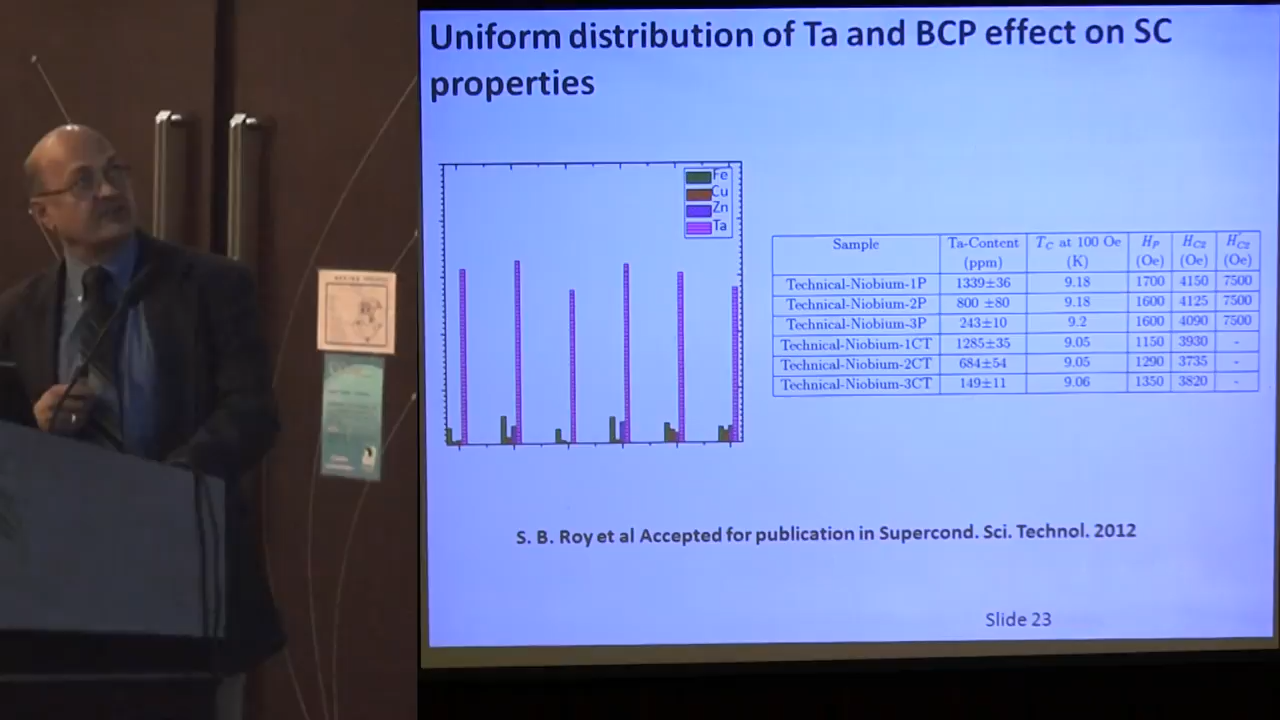 Uniform distribution of Ta and BCP effect on SC
properties
Fe
Cu
Zn
Ta
Sample Ta-Content (ppm) T_C at 100 Oe (K) H_P (Oe) H_C2 (Oe) H*_C2 (Oe)
Technical-Niobium-1P 1339±36 9.18 1700 4150 7500
Technical-Niobium-2P 800 ±80 9.18 1600 4125 7500
Technical-Niobium-3P 243±10 9.2 1600 4090 7500
Technical-Niobium-1CT 1285±35 9.05 1150 3930 -
Technical-Niobium-2CT 684±54 9.05 1290 3735 -
Technical-Niobium-3CT 149±11 9.06 1350 3820 -
S. B. Roy et al Accepted for publication in Supercond. Sci. Technol. 2012
Slide 23